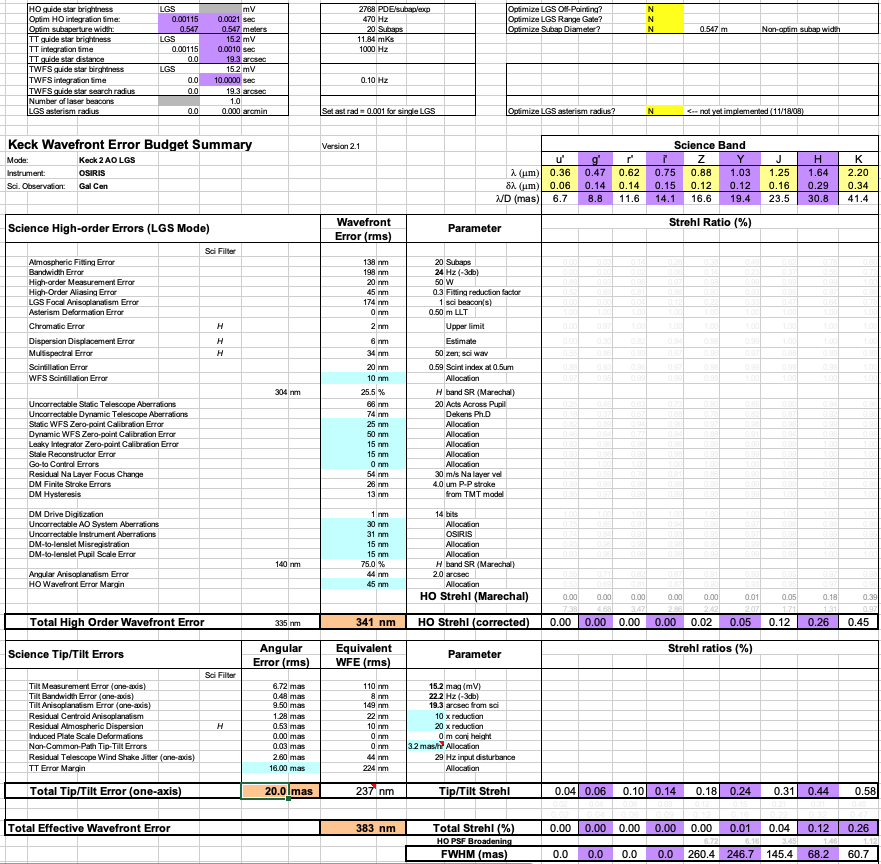 HO guide star brightness LGS mV 2768 PDE/subap/exp Optimize LGS Off-Pointing? N
Optim HO integration time: 0.00115 0.0021 sec 470 Hz Optimize LGS Range Gate? N
Optim subaperture width: 0.547 0.547 meters 20 Subaps Optimize Subap Diameter? N 0.547 m Non-optim subap width
TT guide star brightness LGS 15.2 mV 11.84 mKs
TT integration time 0.00115 0.0010 sec 1000 Hz
TT guide star distance 0.0 19.3 arcsec
TWFS guide star birghtness LGS 15.2 mV
TWFS integration time 0.0 10.0000 sec 0.10 Hz
TWFS guide star search radius 0.0 19.3 arcsec
Number of laser beacons 1.0
LGS asterism radius 0.0 0.000 arcmin Set ast rad = 0.001 for single LGS Optimize LGS asterism radius? N <-- not yet implemented (11/18/08)
Keck Wavefront Error Budget Summary Version 2.1 Science Band
Mode: Keck 2 AO LGS u' g' r' i' Z Y J H K
Instrument: OSIRIS λ (μm) 0.36 0.47 0.62 0.75 0.88 1.03 1.25 1.64 2.20
Sci. Observation: Gal Cen δλ (μm) 0.06 0.14 0.14 0.15 0.12 0.12 0.16 0.29 0.34
λ/D (mas) 6.7 8.8 11.6 14.1 16.6 19.4 23.5 30.8 41.4
Science High-order Errors (LGS Mode) Wavefront Error (rms) Parameter Strehl Ratio (%)
Sci Filter
Atmospheric Fitting Error 138 nm 20 Subaps
Bandwidth Error 198 nm 24 Hz (-3db)
High-order Measurement Error 20 nm 50 W
High-Order Aliasing Error 45 nm 0.3 Fitting reduction factor
LGS Focal Anisoplanatism Error 174 nm 1 sci beacon(s)
Asterism Deformation Error 0 nm 0.50 m LLT
Chromatic Error H 2 nm Upper limit
Dispersion Displacement Error H 6 nm Estimate
Multispectral Error H 34 nm 50 zen; sci wav
Scintillation Error 20 nm 0.59 Scint index at 0.5um
WFS Scintillation Error 10 nm Allocation
304 nm 25.5 % H band SR (Marechal)
Uncorrectable Static Telescope Aberrations 66 nm 20 Acts Across Pupil
Uncorrectable Dynamic Telescope Aberrations 74 nm Dekens Ph.D
Static WFS Zero-point Calibration Error 25 nm Allocation
Dynamic WFS Zero-point Calibration Error 50 nm Allocation
Leaky Integrator Zero-point Calibration Error 15 nm Allocation
Stale Reconstructor Error 15 nm Allocation
Go-to Control Errors 0 nm Allocation
Residual Na Layer Focus Change 54 nm 30 m/s Na layer vel
DM Finite Stroke Errors 26 nm 4.0 um P-P stroke
DM Hysteresis 13 nm from TMT model
DM Drive Digitization 1 nm 14 bits
Uncorrectable AO System Aberrations 30 nm Allocation
Uncorrectable Instrument Aberrations 31 nm OSIRIS
DM-to-lenslet Misregistration 15 nm Allocation
DM-to-lenslet Pupil Scale Error 15 nm Allocation
140 nm 75.0 % H band SR (Marechal)
Angular Anisoplanatism Error 44 nm 2.0 arcsec
HO Wavefront Error Margin 45 nm Allocation
HO Strehl (Marechal) 0.00 0.00 0.00 0.00 0.00 0.01 0.05 0.18 0.39
Total High Order Wavefront Error 335 nm 341 nm HO Strehl (corrected) 0.00 0.00 0.00 0.00 0.02 0.05 0.12 0.26 0.45
Science Tip/Tilt Errors Angular Error (rms) Equivalent WFE (rms) Parameter Strehl ratios (%)
Sci Filter
Tilt Measurement Error (one-axis) 6.72 mas 110 nm 15.2 mag (mV)
Tilt Bandwidth Error (one-axis) 0.48 mas 8 nm 22.2 Hz (-3db)
Tilt Anisoplanatism Error (one-axis) 9.50 mas 149 nm 19.3 arcsec from sci
Residual Centroid Anisoplanatism 1.28 mas 22 nm 10 x reduction
Residual Atmospheric Dispersion H 0.53 mas 10 nm 20 x reduction
Induced Plate Scale Deformations 0.00 mas 0 nm 0 m conj height
Non-Common-Path Tip-Tilt Errors 0.03 mas 0 nm 3.2 mas/hr Allocation
Residual Telescope Wind Shake Jitter (one-axis) 2.60 mas 44 nm 29 Hz input disturbance
TT Error Margin 16.00 mas 224 nm Allocation
Total Tip/Tilt Error (one-axis) 20.0 mas 237 nm Tip/Tilt Strehl 0.04 0.06 0.10 0.14 0.18 0.24 0.31 0.44 0.58
Total Effective Wavefront Error 383 nm Total Strehl (%) 0.00 0.00 0.00 0.00 0.00 0.01 0.04 0.12 0.26
HO PSF Broadening
FWHM (mas) 0.0 0.0 0.0 0.0 260.4 246.7 145.4 68.2 60.7